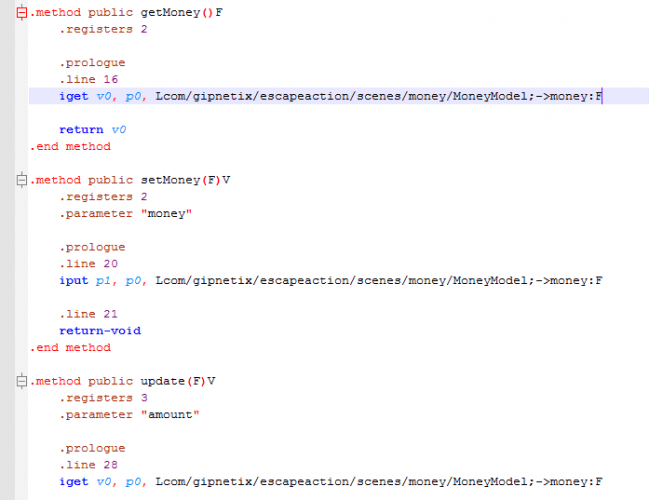 .method public getMoney()F
.registers 2
.prologue
.line 16
iget v0, p0, Lcom/gipnetix/escapeaction/scenes/money/MoneyModel;->money:F
return v0
.end method
.method public setMoney(F)V
.registers 2
.parameter "money"
.prologue
.line 20
iput p1, p0, Lcom/gipnetix/escapeaction/scenes/money/MoneyModel;->money:F
.line 21
return-void
.end method
.method public update(F)V
.registers 3
.parameter "amount"
.prologue
.line 28
iget v0, p0, Lcom/gipnetix/escapeaction/scenes/money/MoneyModel;->money:F